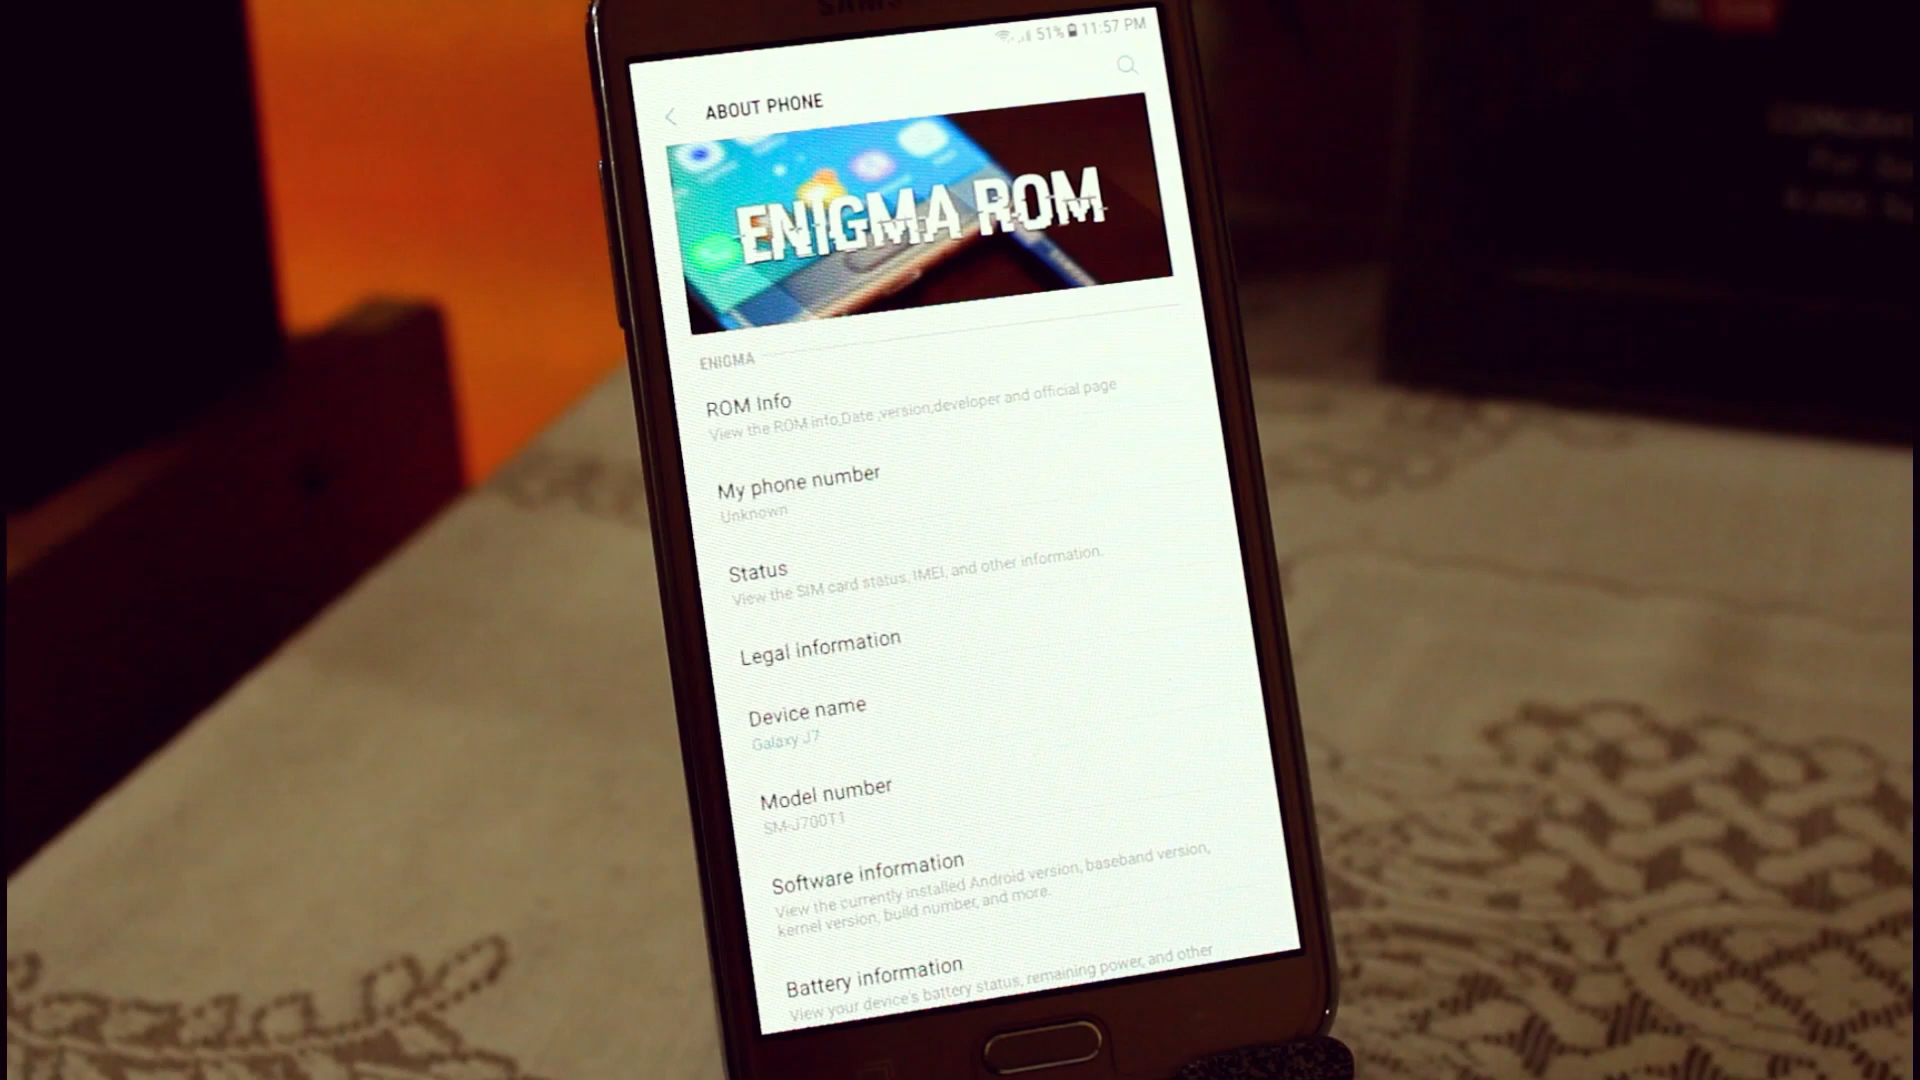 SAMS
51% 11:57 PM
ABOUT PHONE
ENIGMA ROM
ENIGMA
ROM Info
View the ROM info,Date ,version,developer and official page
My phone number
Unknown
Status
View the SIM card status, IMEI, and other information.
Legal information
Device name
Galaxy J7
Model number
SM-J700T1
Software information
View the currently installed Android version, baseband version,
kernel version, build number, and more.
Battery information
View your device's battery status, remaining power, and other